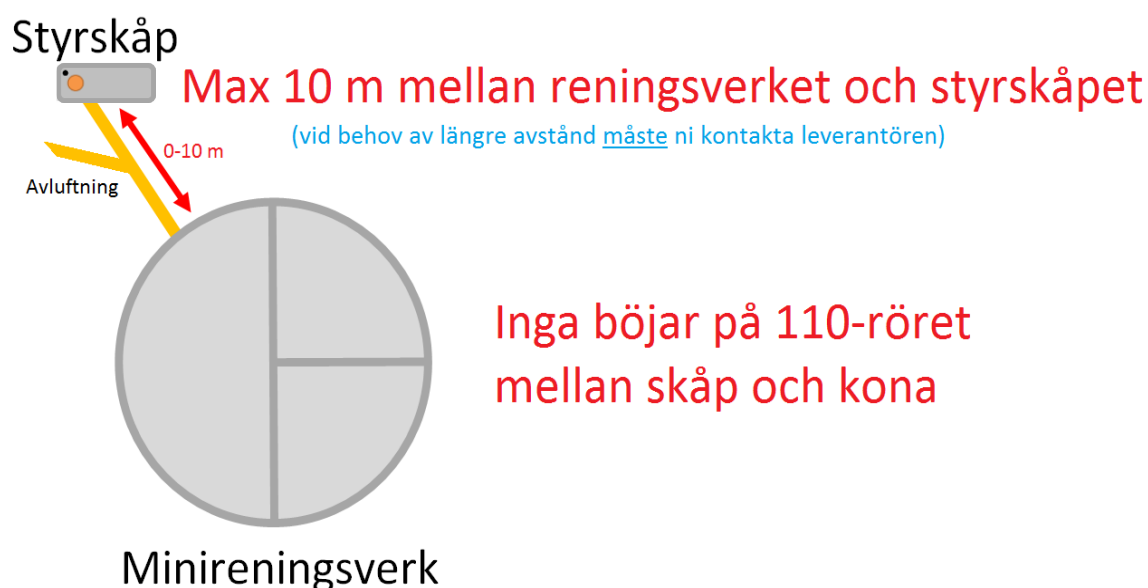 Styrskåp
Max 10 m mellan reningsverket och styrskåpet
(vid behov av längre avstånd måste ni kontakta leverantören)
0-10 m
Avluftning
Inga böjar på 110-röret
mellan skåp och kona
Minireningsverk